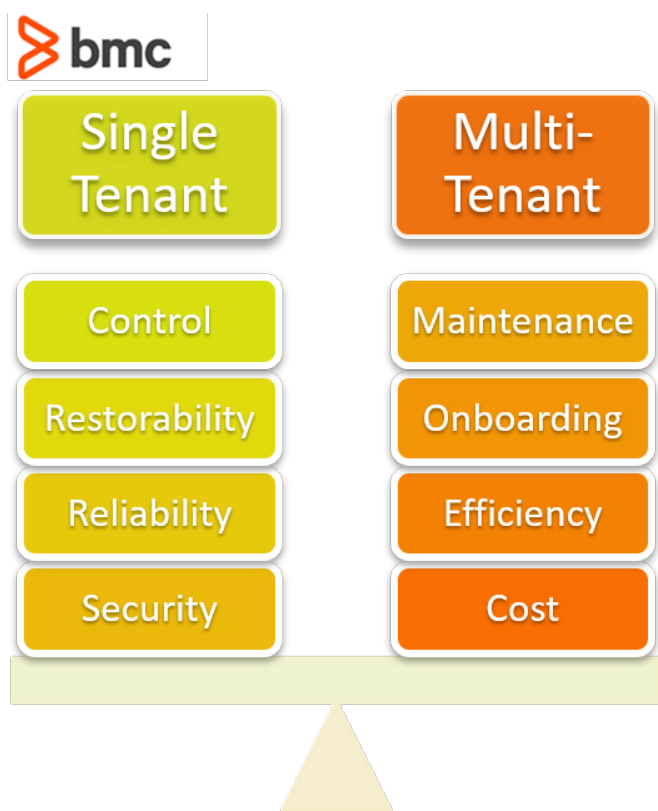 bmc
Single
Tenant
Control
Restorability
Reliability
Security
Multi-
Tenant
Maintenance
Onboarding
Efficiency
Cost